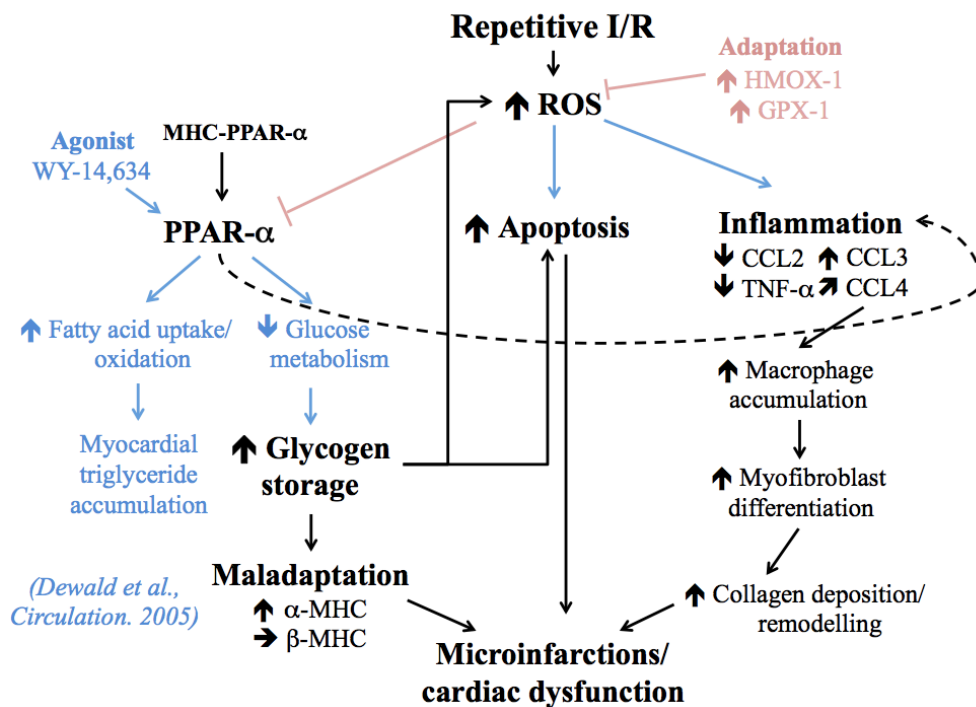 Repetitive I/R
Adaptation
HMOX-1
GPX-1
ROS
MHC-PPAR-α
Agonist
WY-14,634
PPAR-α
Apoptosis
Inflammation
CCL2 CCL3
TNF-α CCL4
Fatty acid uptake/
oxidation
Glucose
metabolism
Macrophage
accumulation
Myocardial
triglyceride
accumulation
Glycogen
storage
Myofibroblast
differentiation
(Dewald et al.,
Circulation. 2005)
Maladaptation
α-MHC
β-MHC
Collagen deposition/
remodelling
Microinfarctions/
cardiac dysfunction